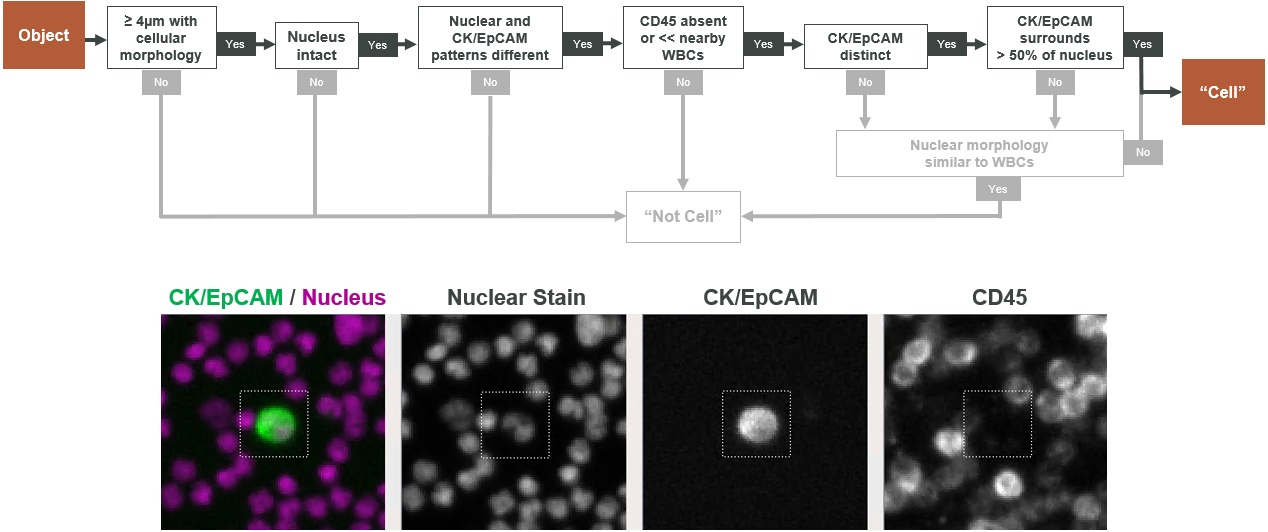 Object
≥ 4µm with
cellular
morphology
Yes
No
Nucleus
intact
Yes
No
Nuclear and
CK/EpCAM
patterns different
Yes
No
CD45 absent
or << nearby
WBCs
Yes
No
CK/EpCAM
distinct
Yes
No
CK/EpCAM
surrounds
> 50% of nucleus
Yes
No
“Cell”
Nuclear morphology
similar to WBCs
No
Yes
“Not Cell”
CK/EpCAM / Nucleus
Nuclear Stain
CK/EpCAM
CD45